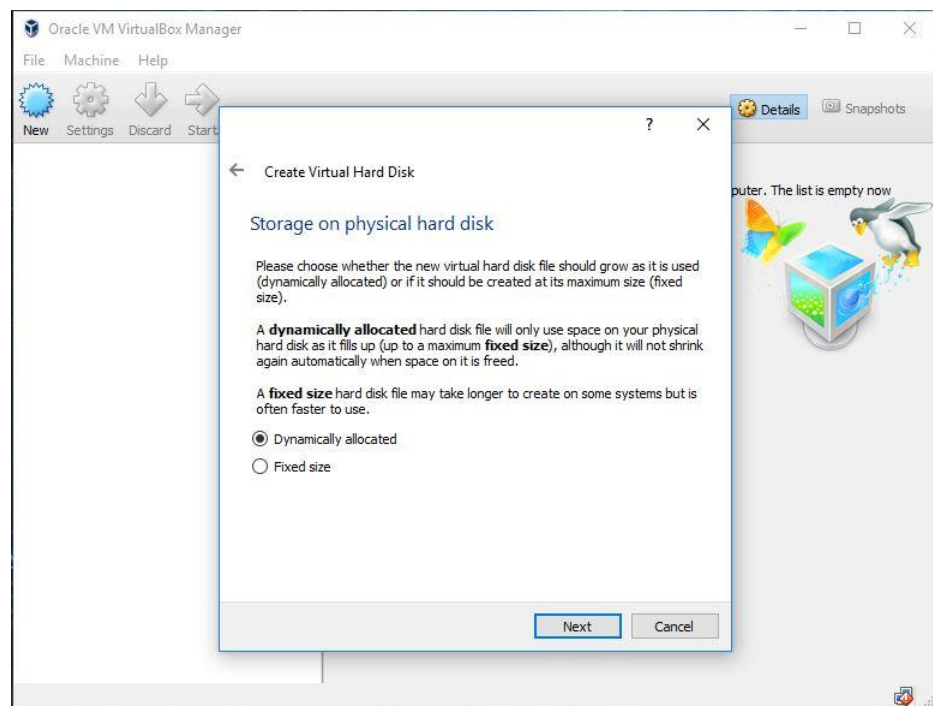 Oracle VM VirtualBox Manager
File Machine Help
New Settings Discard Start
Details Snapshots
? 
Create Virtual Hard Disk
puter. The list is empty now
Storage on physical hard disk
Please choose whether the new virtual hard disk file should grow as it is used
(dynamically allocated) or if it should be created at its maximum size (fixed
size).
A dynamically allocated hard disk file will only use space on your physical
hard disk as it fills up (up to a maximum fixed size), although it will not shrink
again automatically when space on it is freed.
A fixed size hard disk file may take longer to create on some systems but is
often faster to use.
Dynamically allocated
Fixed size
Next Cancel